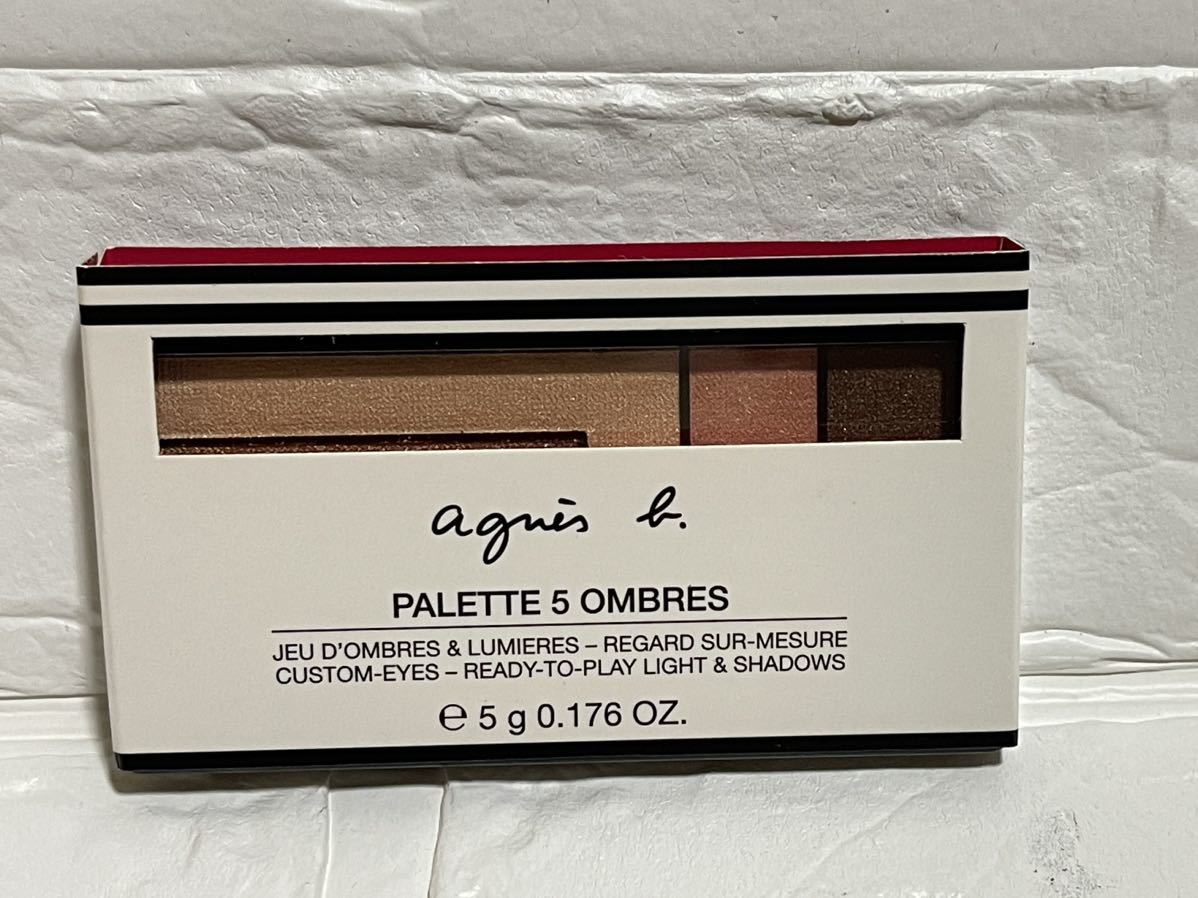 agnès b.
PALETTE 5 OMBRES
JEU D'OMBRES & LUMIERES – REGARD SUR-MESURE
CUSTOM-EYES – READY-TO-PLAY LIGHT & SHADOWS
℮ 5 g 0.176 OZ.